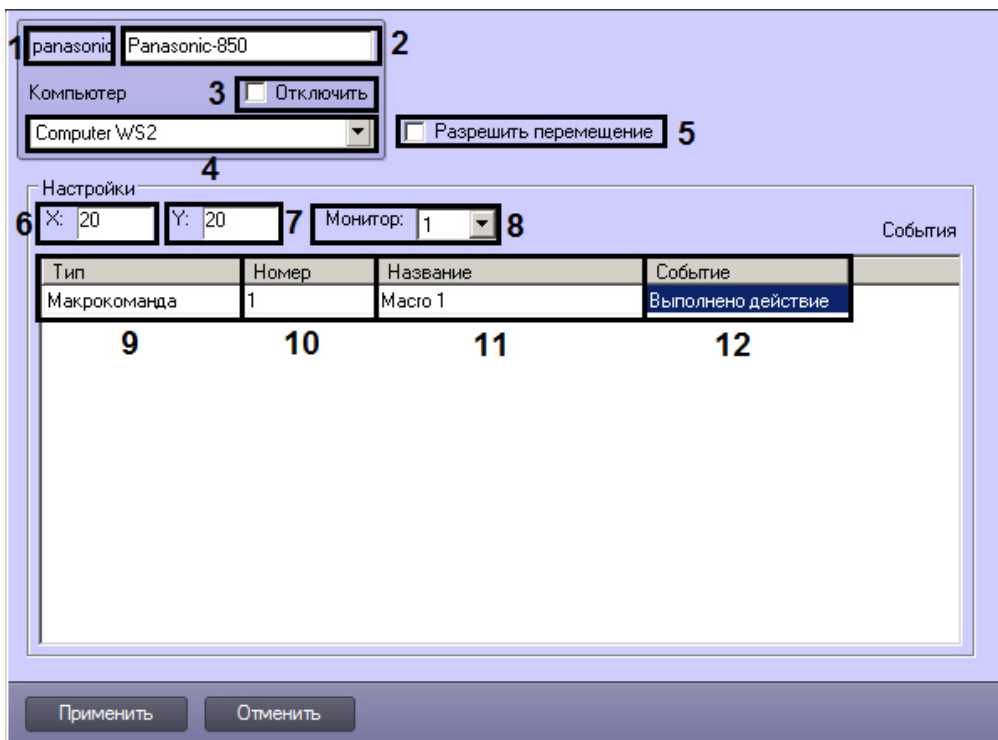 1 panasonic Panasonic-850 2
Компьютер 3 Отключить
Computer WS2 Разрешить перемещение 5
4
Настройки
6 X: 20 Y: 20 7 Монитор: 1 8 События
Тип Номер Название Событие
Макрокоманда 1 Macro 1 Выполнено действие
9 10 11 12
Применить Отменить